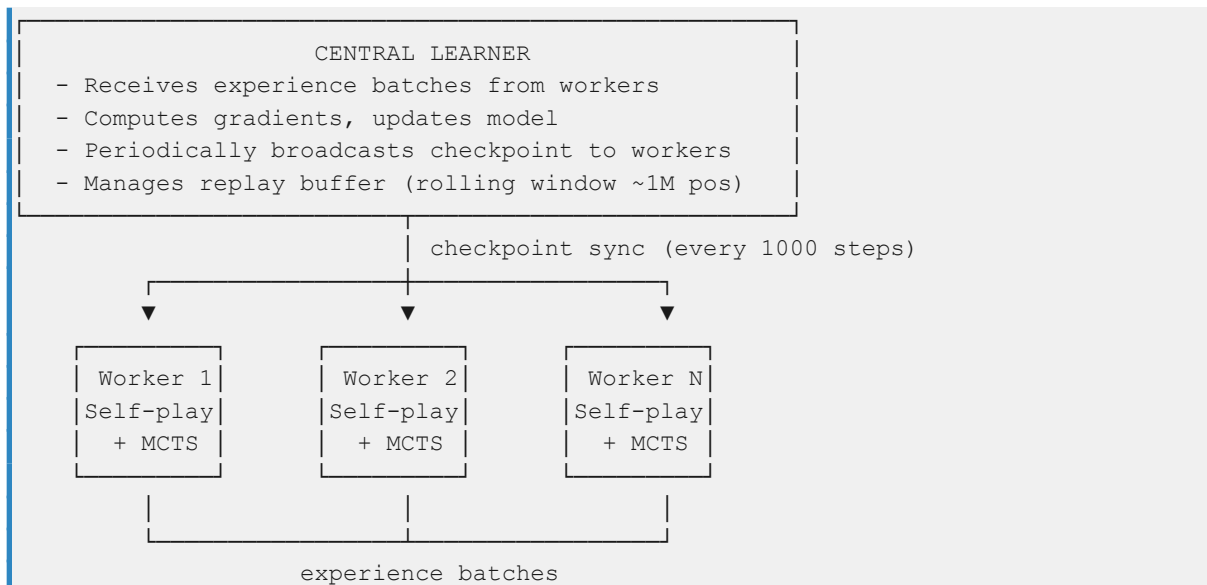 CENTRAL LEARNER
- Receives experience batches from workers
- Computes gradients, updates model
- Periodically broadcasts checkpoint to workers
- Manages replay buffer (rolling window ~1M pos)
checkpoint sync (every 1000 steps)
Worker 1 Worker 2 Worker N
Self-play Self-play Self-play
+ MCTS + MCTS + MCTS
experience batches